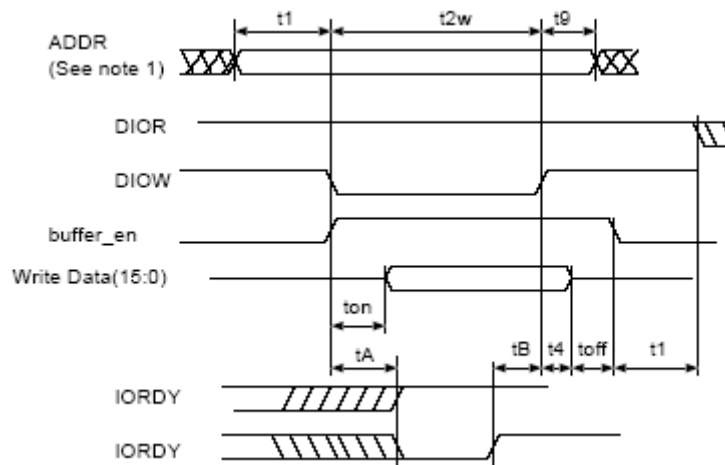 t1 t2w t9
ADDR
(See note 1)
DIOR
DIOW
buffer_en
Write Data(15:0)
ton
tA tB t4 toff t1
IORDY
IORDY